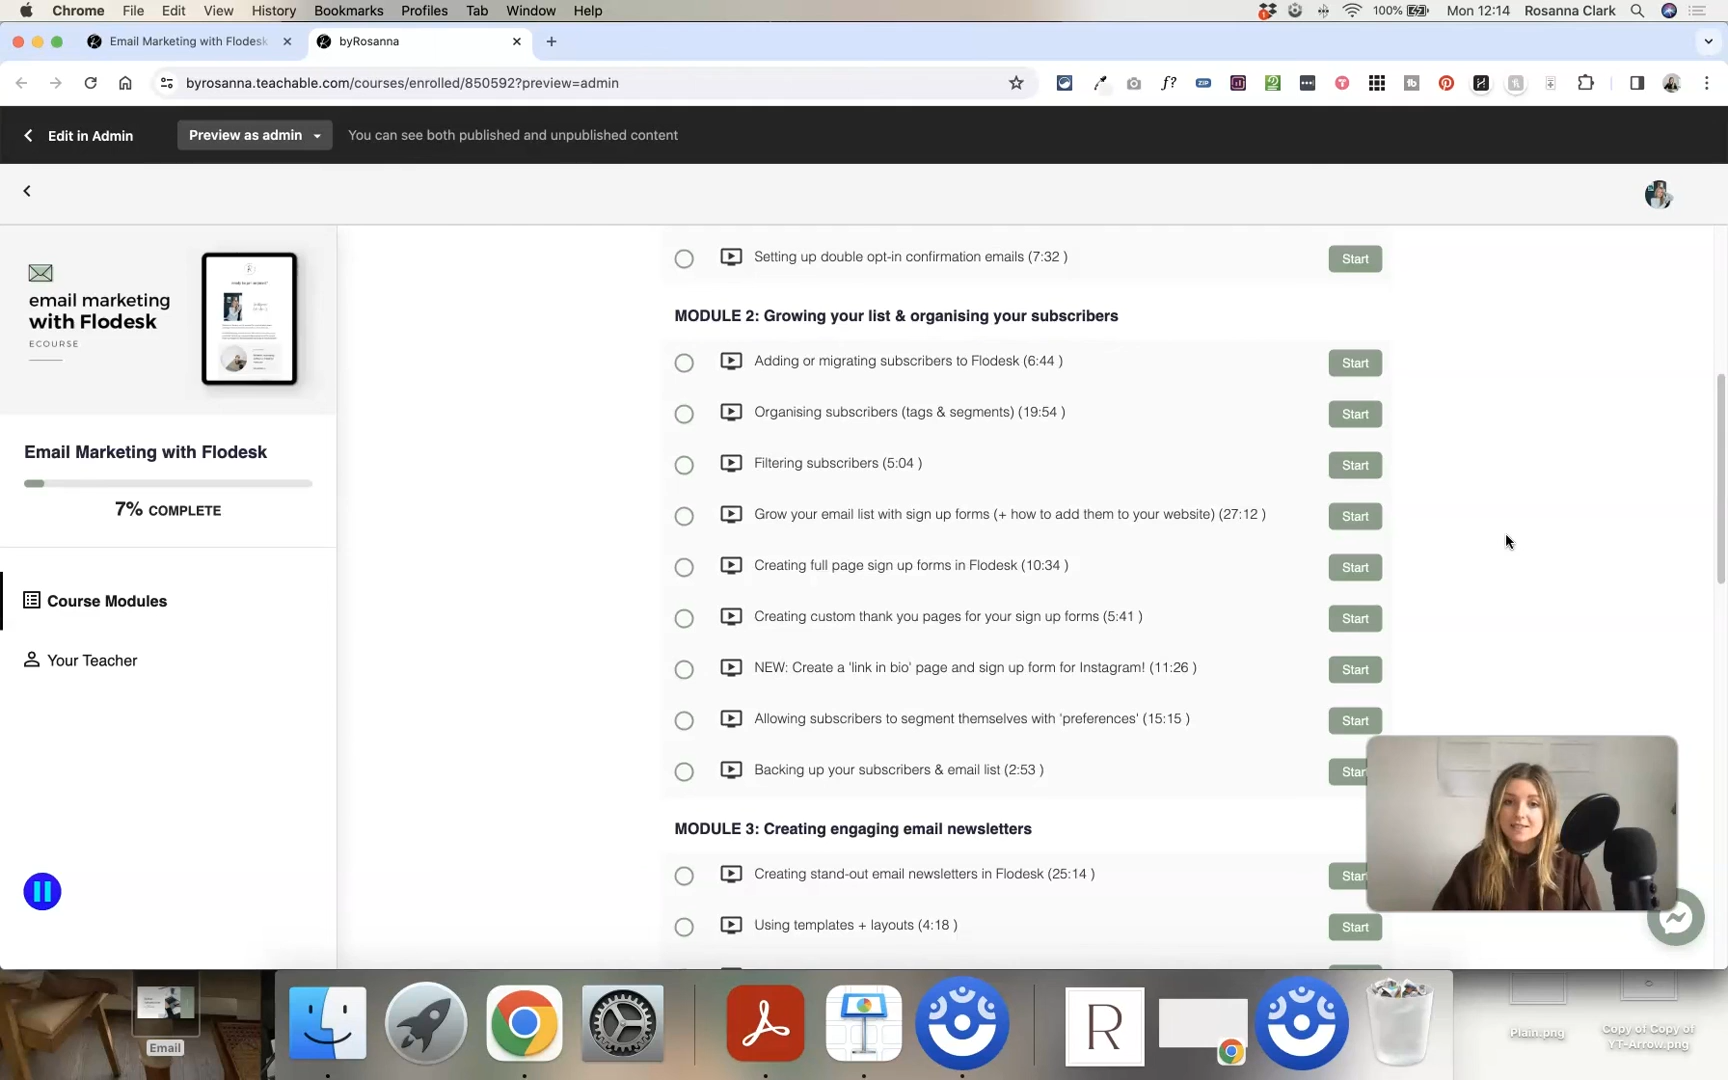 Chrome File Edit View History Bookmarks Profiles Tab Window Help
100% Mon 12:14 Rosanna Clark
Email Marketing with Flodesk
byRosanna
byrosanna.teachable.com/courses/enrolled/850592?preview=admin
Edit in Admin
Preview as admin
You can see both published and unpublished content
email marketing
with Flodesk
ECOURSE
Email Marketing with Flodesk
7% COMPLETE
Course Modules
Your Teacher
Setting up double opt-in confirmation emails (7:32 ) Start
MODULE 2: Growing your list & organising your subscribers
Adding or migrating subscribers to Flodesk (6:44 ) Start
Organising subscribers (tags & segments) (19:54 ) Start
Filtering subscribers (5:04 ) Start
Grow your email list with sign up forms (+ how to add them to your website) (27:12 ) Start
Creating full page sign up forms in Flodesk (10:34 ) Start
Creating custom thank you pages for your sign up forms (5:41 ) Start
NEW: Create a 'link in bio' page and sign up form for Instagram! (11:26 ) Start
Allowing subscribers to segment themselves with 'preferences' (15:15 ) Start
Backing up your subscribers & email list (2:53 ) Star
MODULE 3: Creating engaging email newsletters
Creating stand-out email newsletters in Flodesk (25:14 ) Star
Using templates + layouts (4:18 ) Start
Email
R
Plain.png
Copy of Copy of
YT-Arrow.png